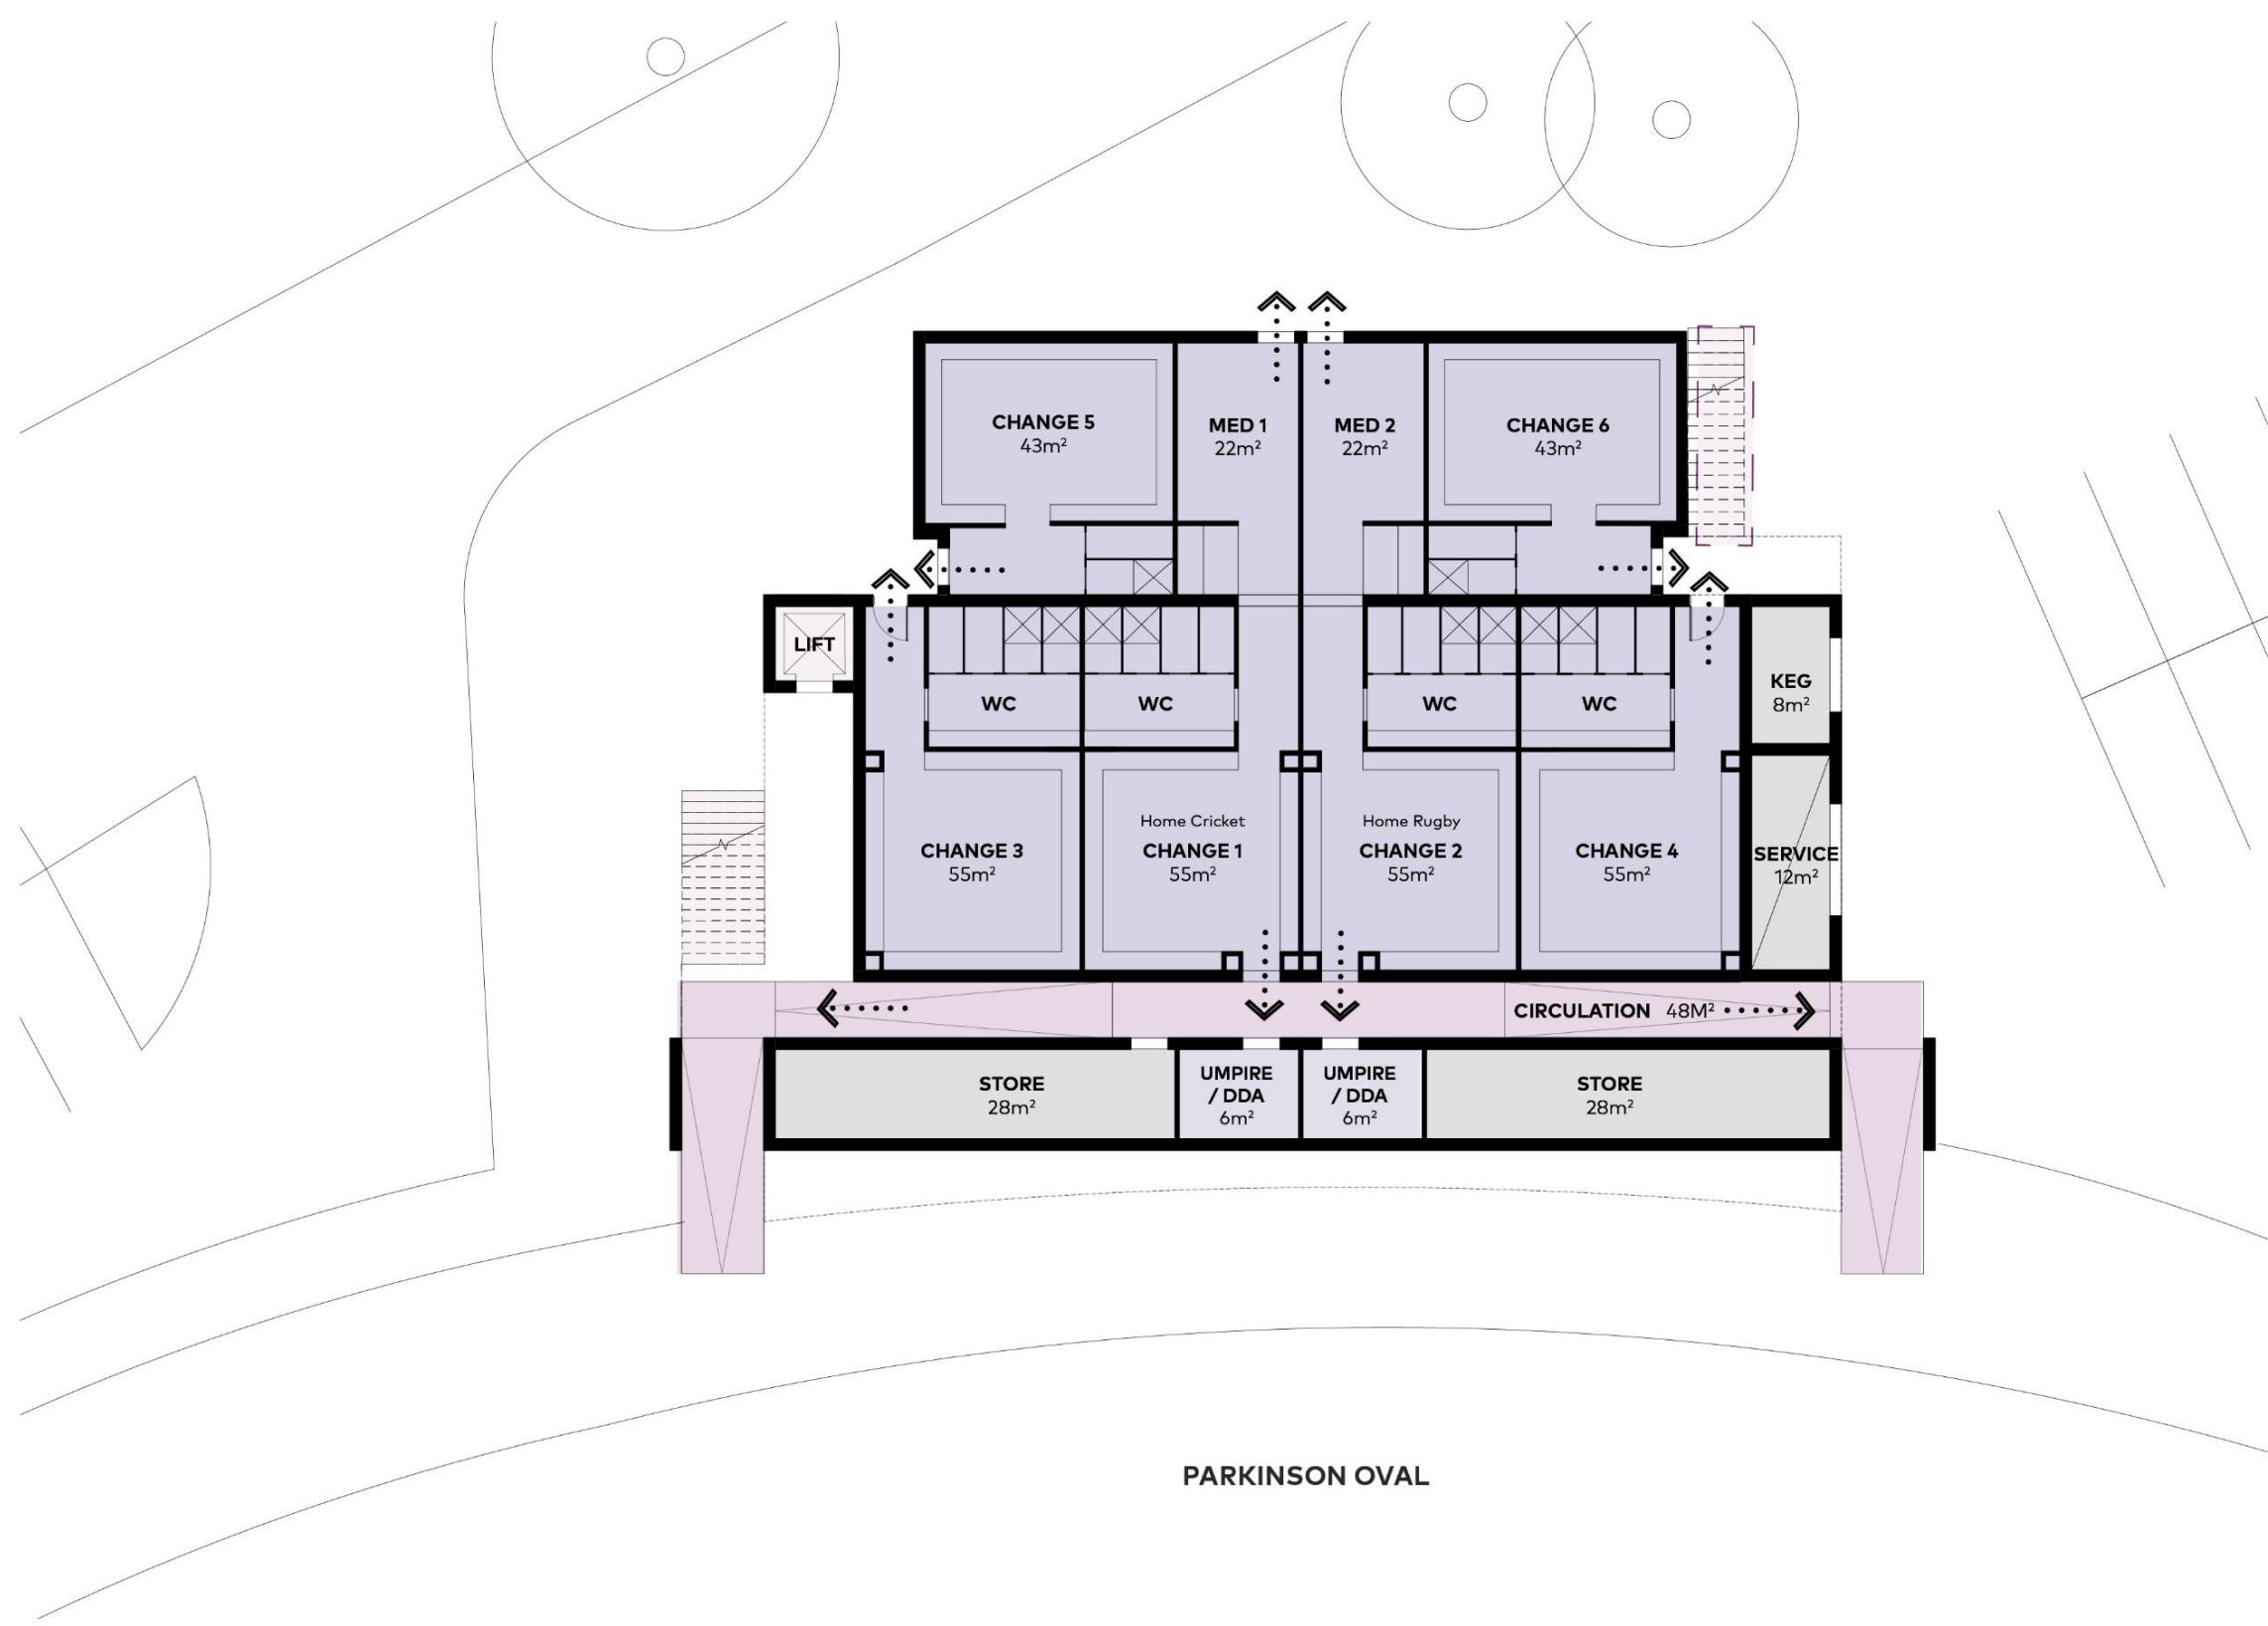 CHANGE 5
43m²
MED 1
22m²
MED 2
22m²
CHANGE 6
43m²
LIFT
WC
WC
WC
WC
KEG
8m²
CHANGE 3
55m²
Home Cricket
CHANGE 1
55m²
Home Rugby
CHANGE 2
55m²
CHANGE 4
55m²
SERVICE
12m²
CIRCULATION 48M²
STORE
28m²
UMPIRE
/ DDA
6m²
UMPIRE
/ DDA
6m²
STORE
28m²
PARKINSON OVAL